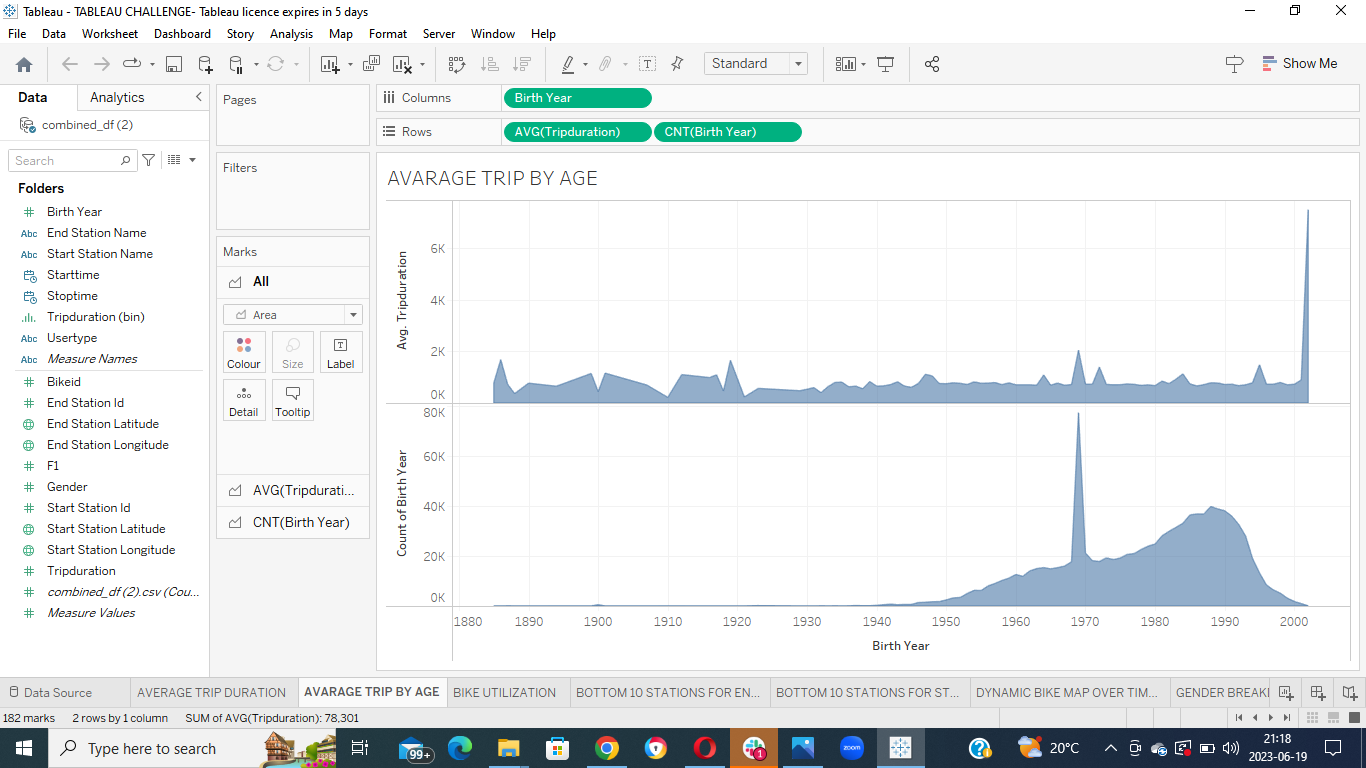 Tableau - TABLEAU CHALLENGE- Tableau licence expires in 5 days
File Data Worksheet Dashboard Story Analysis Map Format Server Window Help
Standard
Show Me
Data
Analytics
combined_df (2)
Search
Folders
Birth Year
Abc End Station Name
Abc Start Station Name
Starttime
Stoptime
Tripduration (bin)
Abc Usertype
Abc Measure Names
Bikeid
End Station Id
End Station Latitude
End Station Longitude
F1
Gender
Start Station Id
Start Station Latitude
Start Station Longitude
Tripduration
combined_df (2).csv (Cou...
Measure Values
Pages
Filters
Marks
All
Area
Colour Size Label
Detail Tooltip
AVG(Tripdurati...
CNT(Birth Year)
Columns
Birth Year
Rows
AVG(Tripduration) CNT(Birth Year)
AVARAGE TRIP BY AGE
Avg. Tripduration
6K
4K
2K
0K
Count of Birth Year
80K
60K
40K
20K
0K
1880 1890 1900 1910 1920 1930 1940 1950 1960 1970 1980 1990 2000
Birth Year
Data Source AVERAGE TRIP DURATION AVARAGE TRIP BY AGE BIKE UTILIZATION BOTTOM 10 STATIONS FOR EN... BOTTOM 10 STATIONS FOR ST... DYNAMIC BIKE MAP OVER TIM... GENDER BREAKI
182 marks 2 rows by 1 column SUM of AVG(Tripduration): 78,301
Type here to search
99+
1
zoom
20°C
21:18
2023-06-19